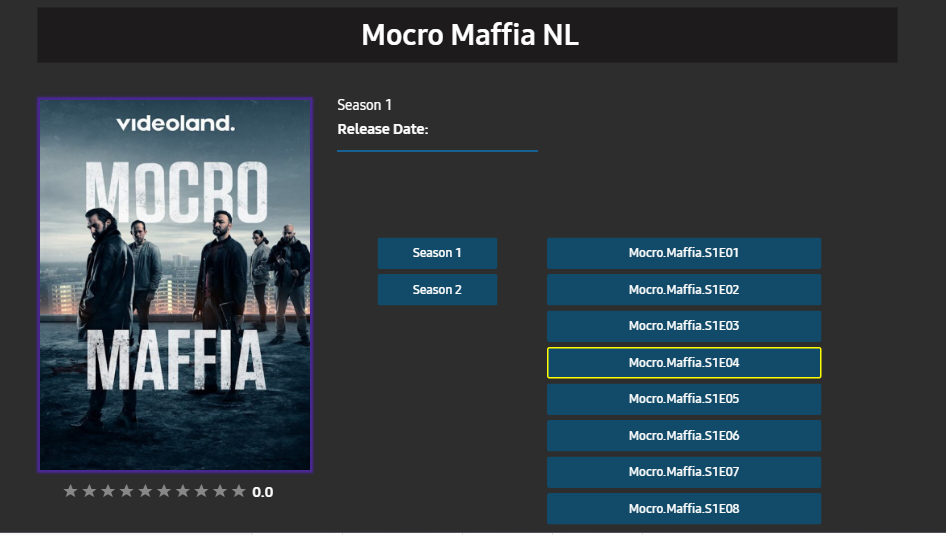 Mocro Maffia NL
videoland.
MOCRO
MAFFIA
0.0
Season 1
Release Date:
Season 1
Season 2
Mocro.Maffia.S1E01
Mocro.Maffia.S1E02
Mocro.Maffia.S1E03
Mocro.Maffia.S1E04
Mocro.Maffia.S1E05
Mocro.Maffia.S1E06
Mocro.Maffia.S1E07
Mocro.Maffia.S1E08